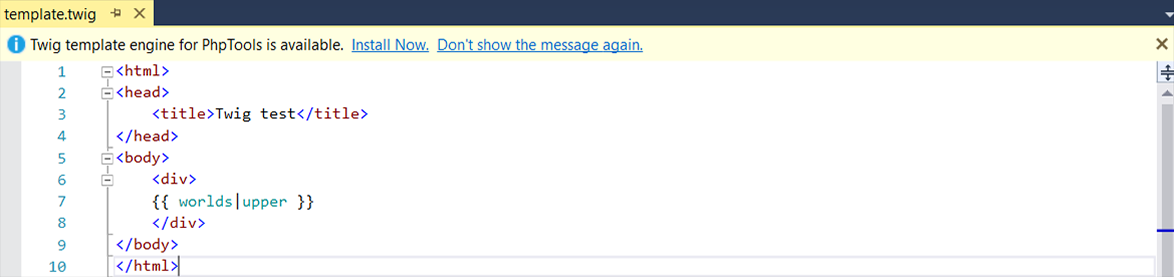 template.twig
Twig template engine for PhpTools is available. Install Now. Don't show the message again.
1 <html>
2 <head>
3 <title>Twig test</title>
4 </head>
5 <body>
6 <div>
7 {{ worlds|upper }}
8 </div>
9 </body>
10 </html>